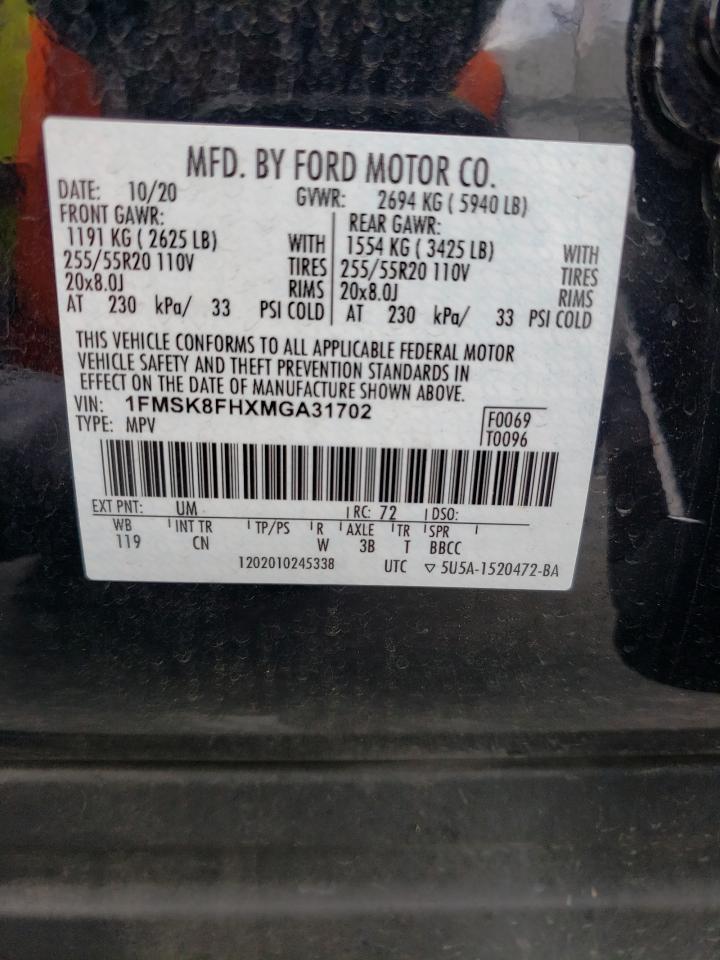 MFD. BY FORD MOTOR CO.
DATE: 10/20 GVWR: 2694 KG ( 5940 LB)
FRONT GAWR: REAR GAWR:
1191 KG ( 2625 LB) WITH 1554 KG ( 3425 LB) WITH
255/55R20 110V TIRES 255/55R20 110V TIRES
20x8.0J RIMS 20x8.0J RIMS
AT 230 kPa/ 33 PSI COLD AT 230 kPa/ 33 PSI COLD
THIS VEHICLE CONFORMS TO ALL APPLICABLE FEDERAL MOTOR
VEHICLE SAFETY AND THEFT PREVENTION STANDARDS IN
EFFECT ON THE DATE OF MANUFACTURE SHOWN ABOVE.
VIN: 1FMSK8FHXMGA31702 F0069
TYPE: MPV T0096
EXT PNT: UM RC: 72 DSO:
WB INT TR TP/PS R AXLE TR SPR
119 CN W 3B T BBCC
1202010245338 UTC ▽ 5U5A-1520472-BA